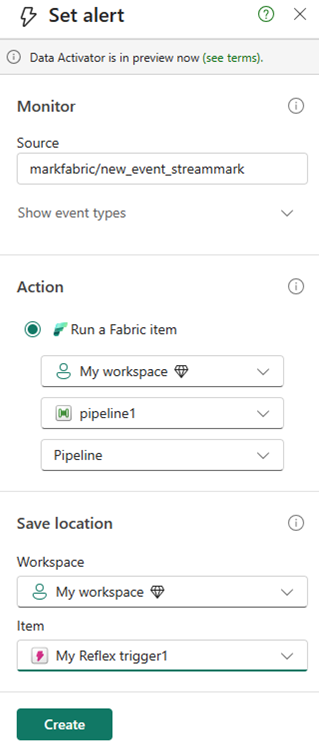 Set alert
Data Activator is in preview now (see terms).
Monitor
Source
markfabric/new_event_streammark
Show event types
Action
Run a Fabric item
My workspace
pipeline1
Pipeline
Save location
Workspace
My workspace
Item
My Reflex trigger1
Create